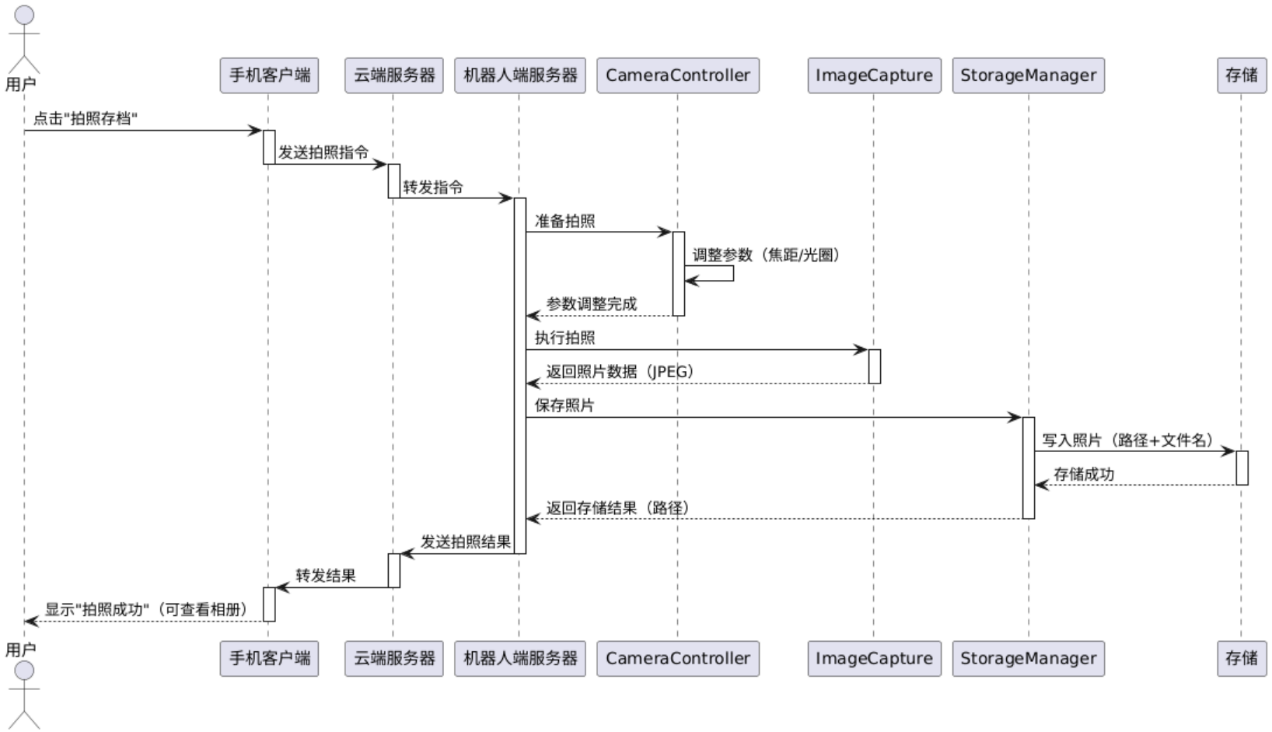 用户
手机客户端
云端服务器
机器人端服务器
CameraController
ImageCapture
StorageManager
存储
点击"拍照存档"
发送拍照指令
转发指令
准备拍照
调整参数（焦距/光圈）
参数调整完成
执行拍照
返回照片数据（JPEG）
保存照片
写入照片（路径+文件名）
存储成功
返回存储结果（路径）
发送拍照结果
转发结果
显示"拍照成功"（可查看相册）
用户
手机客户端
云端服务器
机器人端服务器
CameraController
ImageCapture
StorageManager
存储